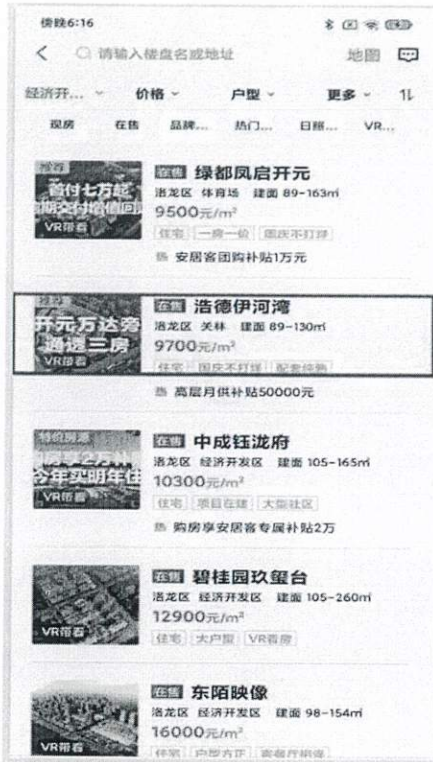 傍晚6:16
请输入楼盘名或地址
地图
经济开... 价格 户型 更多
现房 在售 品牌... 热门... 日照... VR...
推荐
首付七万起
VR带看
在售 绿都凤启开元
洛龙区 体育场 建面 89-163㎡
9500元/m²
住宅 一房一价 国庆不打烊
安居客团购补贴1万元
推荐
开元万达旁
通透三房
VR带看
在售 浩德伊河湾
洛龙区 关林 建面 89-130㎡
9700元/m²
住宅 国庆不打烊 配套纯熟
高层月供补贴50000元
特价房源
今年买明年住
VR带看
在售 中成钰泷府
洛龙区 经济开发区 建面 105-165㎡
10300元/m²
住宅 项目在建 大型社区
购房享安居客专属补贴2万
VR带看
在售 碧桂园玖玺台
洛龙区 经济开发区 建面 105-260㎡
12900元/m²
住宅 大户型 VR看房
VR带看
在售 东陌映像
洛龙区 经济开发区 建面 98-154㎡
16000元/m²
住宅 户型方正